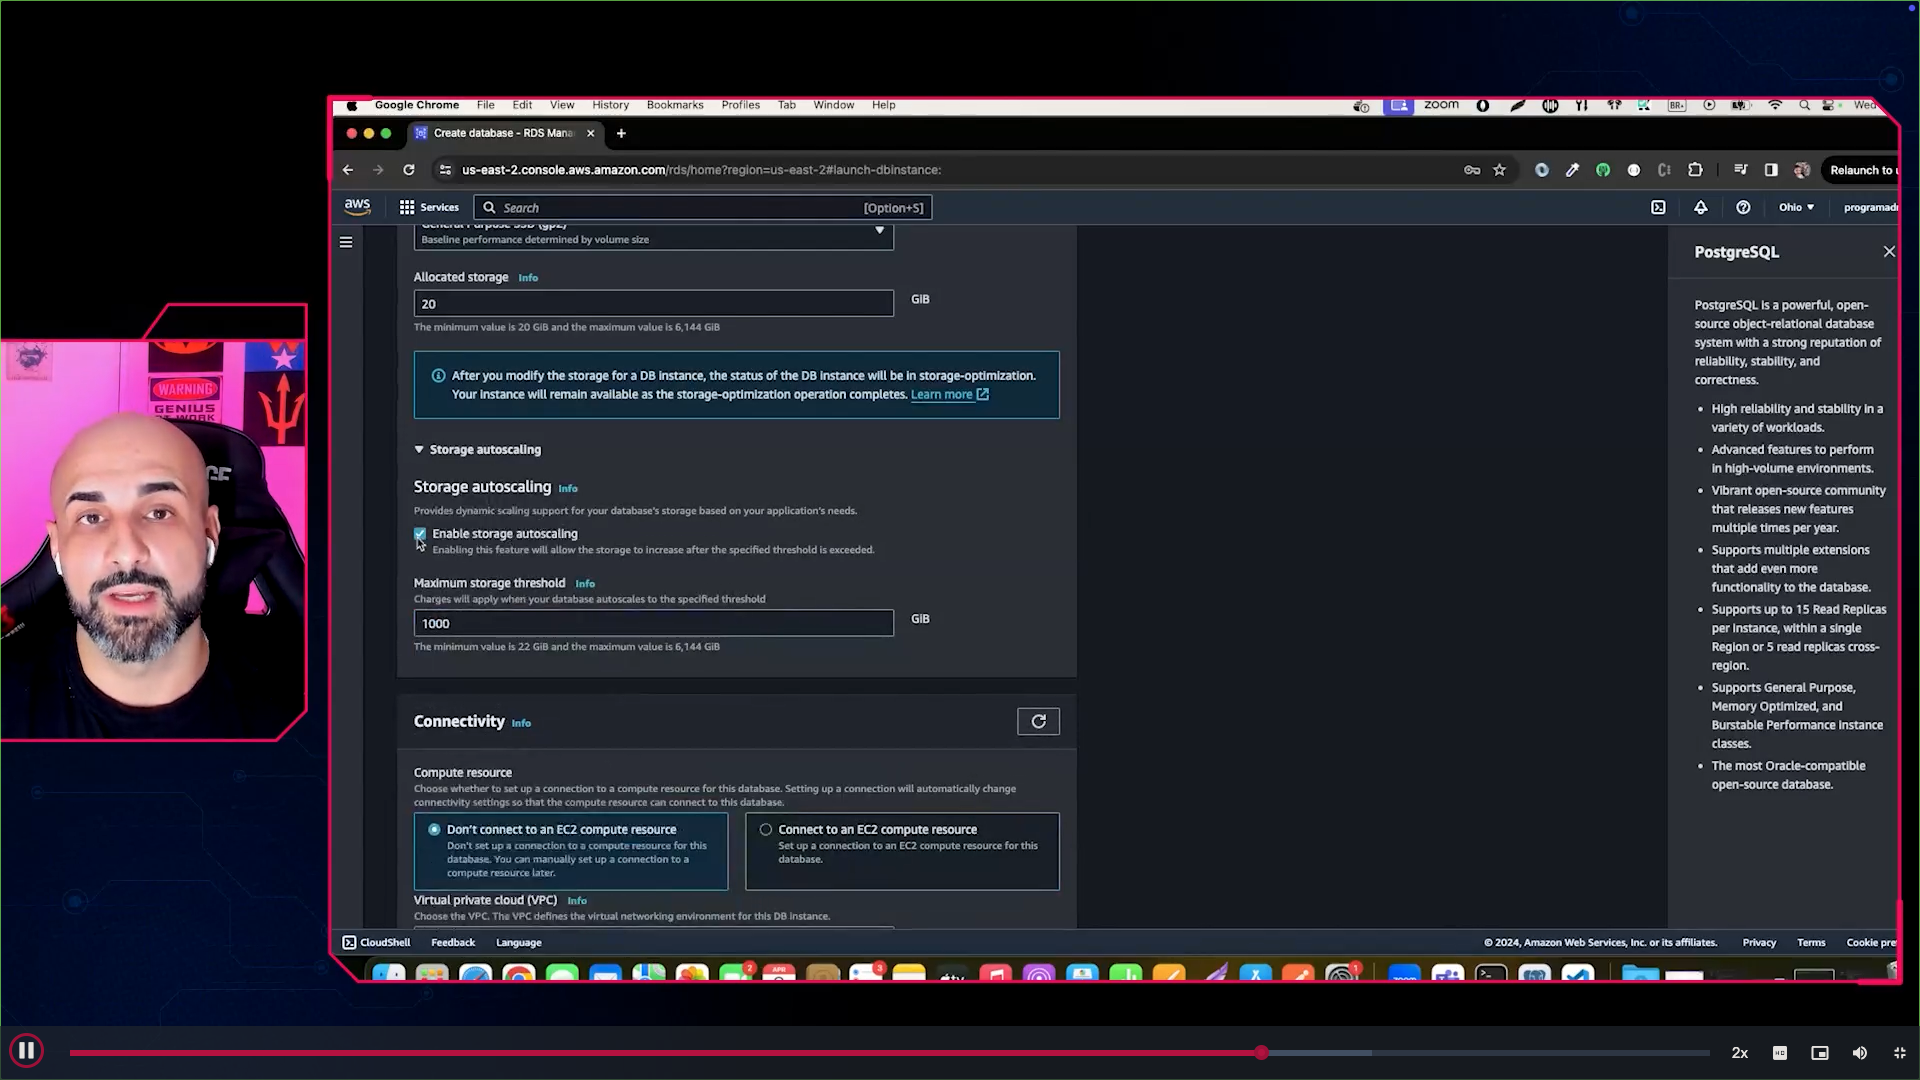 Google Chrome File Edit View History Bookmarks Profiles Tab Window Help
zoom
Wed
Create database - RDS Mana
us-east-2.console.aws.amazon.com/rds/home?region=us-east-2#launch-dbinstance:
Relaunch to u
aws
Services
Search
[Option+S]
Ohio
programadr
General Purpose SSD (gp2)
Baseline performance determined by volume size
Allocated storage Info
20
GiB
The minimum value is 20 GiB and the maximum value is 6,144 GiB
After you modify the storage for a DB instance, the status of the DB instance will be in storage-optimization.
Your instance will remain available as the storage-optimization operation completes. Learn more
Storage autoscaling
Storage autoscaling Info
Provides dynamic scaling support for your database's storage based on your application's needs.
Enable storage autoscaling
Enabling this feature will allow the storage to increase after the specified threshold is exceeded.
Maximum storage threshold Info
Charges will apply when your database autoscales to the specified threshold
1000
GiB
The minimum value is 22 GiB and the maximum value is 6,144 GiB
Connectivity Info
Compute resource
Choose whether to set up a connection to a compute resource for this database. Setting up a connection will automatically change
connectivity settings so that the compute resource can connect to this database.
Don't connect to an EC2 compute resource
Don't set up a connection to a compute resource for this
database. You can manually set up a connection to a
compute resource later.
Connect to an EC2 compute resource
Set up a connection to an EC2 compute resource for this
database.
Virtual private cloud (VPC) Info
Choose the VPC. The VPC defines the virtual networking environment for this DB instance.
PostgreSQL
PostgreSQL is a powerful, open-
source object-relational database
system with a strong reputation of
reliability, stability, and
correctness.
High reliability and stability in a
variety of workloads.
Advanced features to perform
in high-volume environments.
Vibrant open-source community
that releases new features
multiple times per year.
Supports multiple extensions
that add even more
functionality to the database.
Supports up to 15 Read Replicas
per instance, within a single
Region or 5 read replicas cross-
region.
Supports General Purpose,
Memory Optimized, and
Burstable Performance instance
classes.
The most Oracle-compatible
open-source database.
CloudShell Feedback Language
© 2024, Amazon Web Services, Inc. or its affiliates. Privacy Terms Cookie pre
WARNING
GENIUS
AT WORK
2x